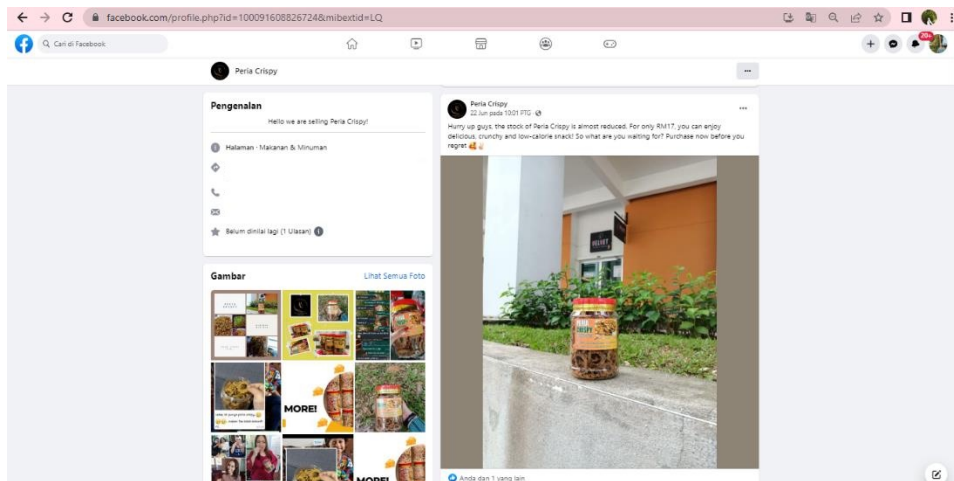 facebook.com/profile.php?id=100091608826724&mibextid=LQ
Cari di Facebook
20+
Peria Crispy
Pengenalan
Hello we are selling Peria Crispy!
Halaman · Makanan & Minuman
Belum dinilai lagi (1 Ulasan)
Gambar
Lihat Semua Foto
MORE!
MORE!
Peria Crispy
22 Jun pada 10:01 PTG
Hurry up guys, the stock of Peria Crispy is almost reduced. For only RM17, you can enjoy
delicious, crunchy and low-calorie snack! So what are you waiting for? Purchase now before you
regret
VELVET
PERIA
CRISPY
Anda dan 1 yang lain